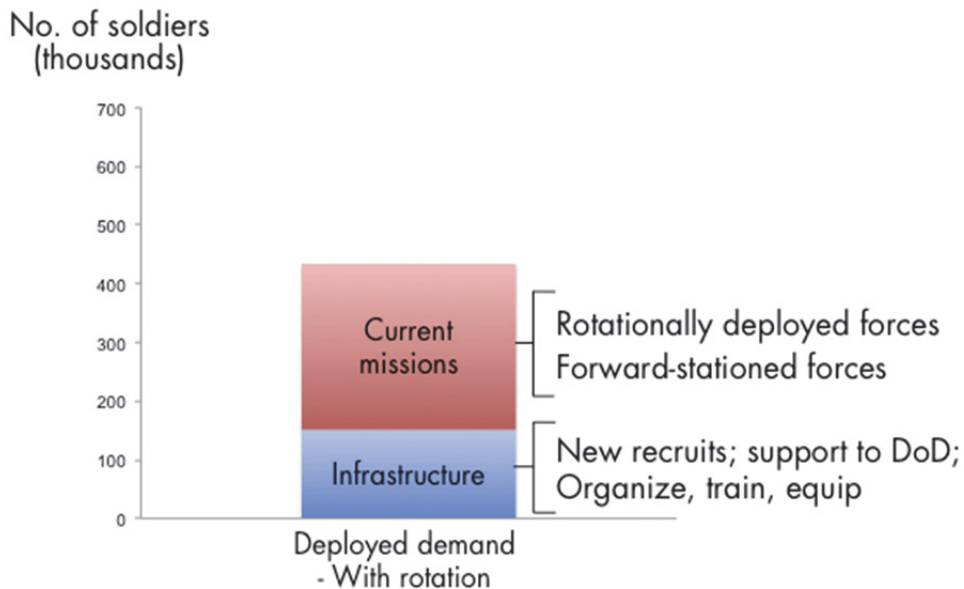 No. of soldiers
(thousands)
700
600
500
400
300
200
100
0
Current
missions
Infrastructure
Rotationally deployed forces
Forward-stationed forces
New recruits; support to DoD;
Organize, train, equip
Deployed demand
- With rotation